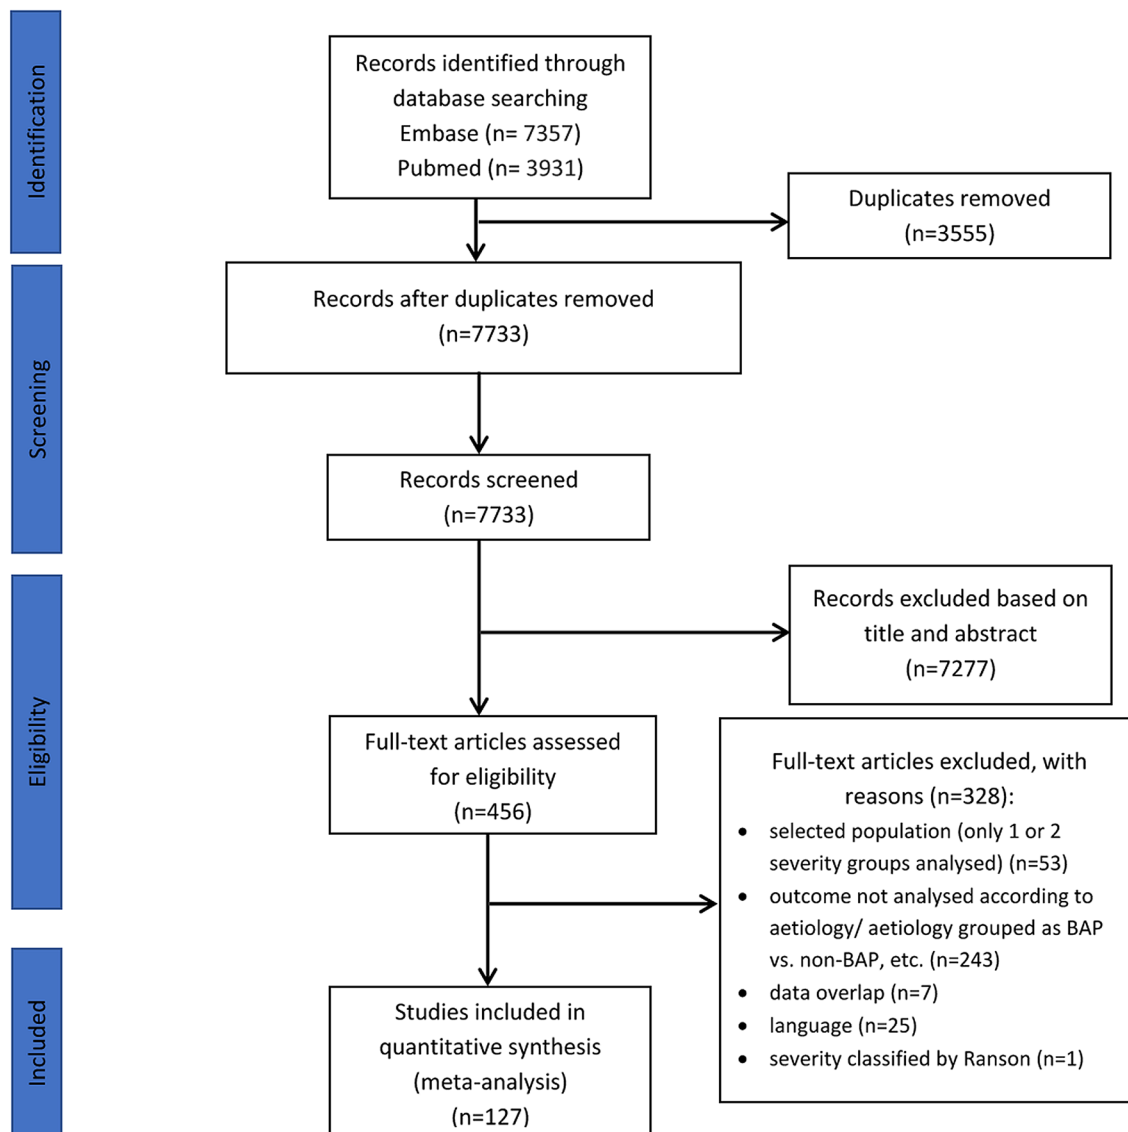 Identification
Records identified through
database searching
Embase (n= 7357)
Pubmed (n= 3931)
Duplicates removed
(n=3555)
Screening
Records after duplicates removed
(n=7733)
Records screened
(n=7733)
Eligibility
Records excluded based on
title and abstract
(n=7277)
Full-text articles assessed
for eligibility
(n=456)
Full-text articles excluded, with
reasons (n=328):
• selected population (only 1 or 2
severity groups analysed) (n=53)
• outcome not analysed according to
aetiology/ aetiology grouped as BAP
vs. non-BAP, etc. (n=243)
• data overlap (n=7)
• language (n=25)
• severity classified by Ranson (n=1)
Included
Studies included in
quantitative synthesis
(meta-analysis)
(n=127)